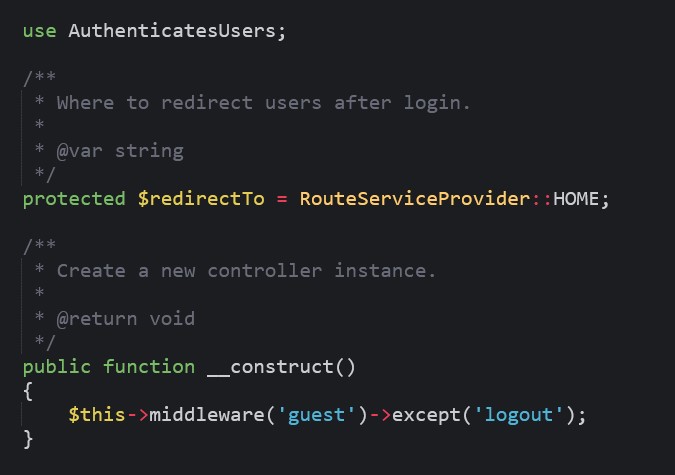 use AuthenticatesUsers;
/**
 * Where to redirect users after login.
 *
 * @var string
 */
protected $redirectTo = RouteServiceProvider::HOME;
/**
 * Create a new controller instance.
 *
 * @return void
 */
public function __construct()
{
    $this->middleware('guest')->except('logout');
}